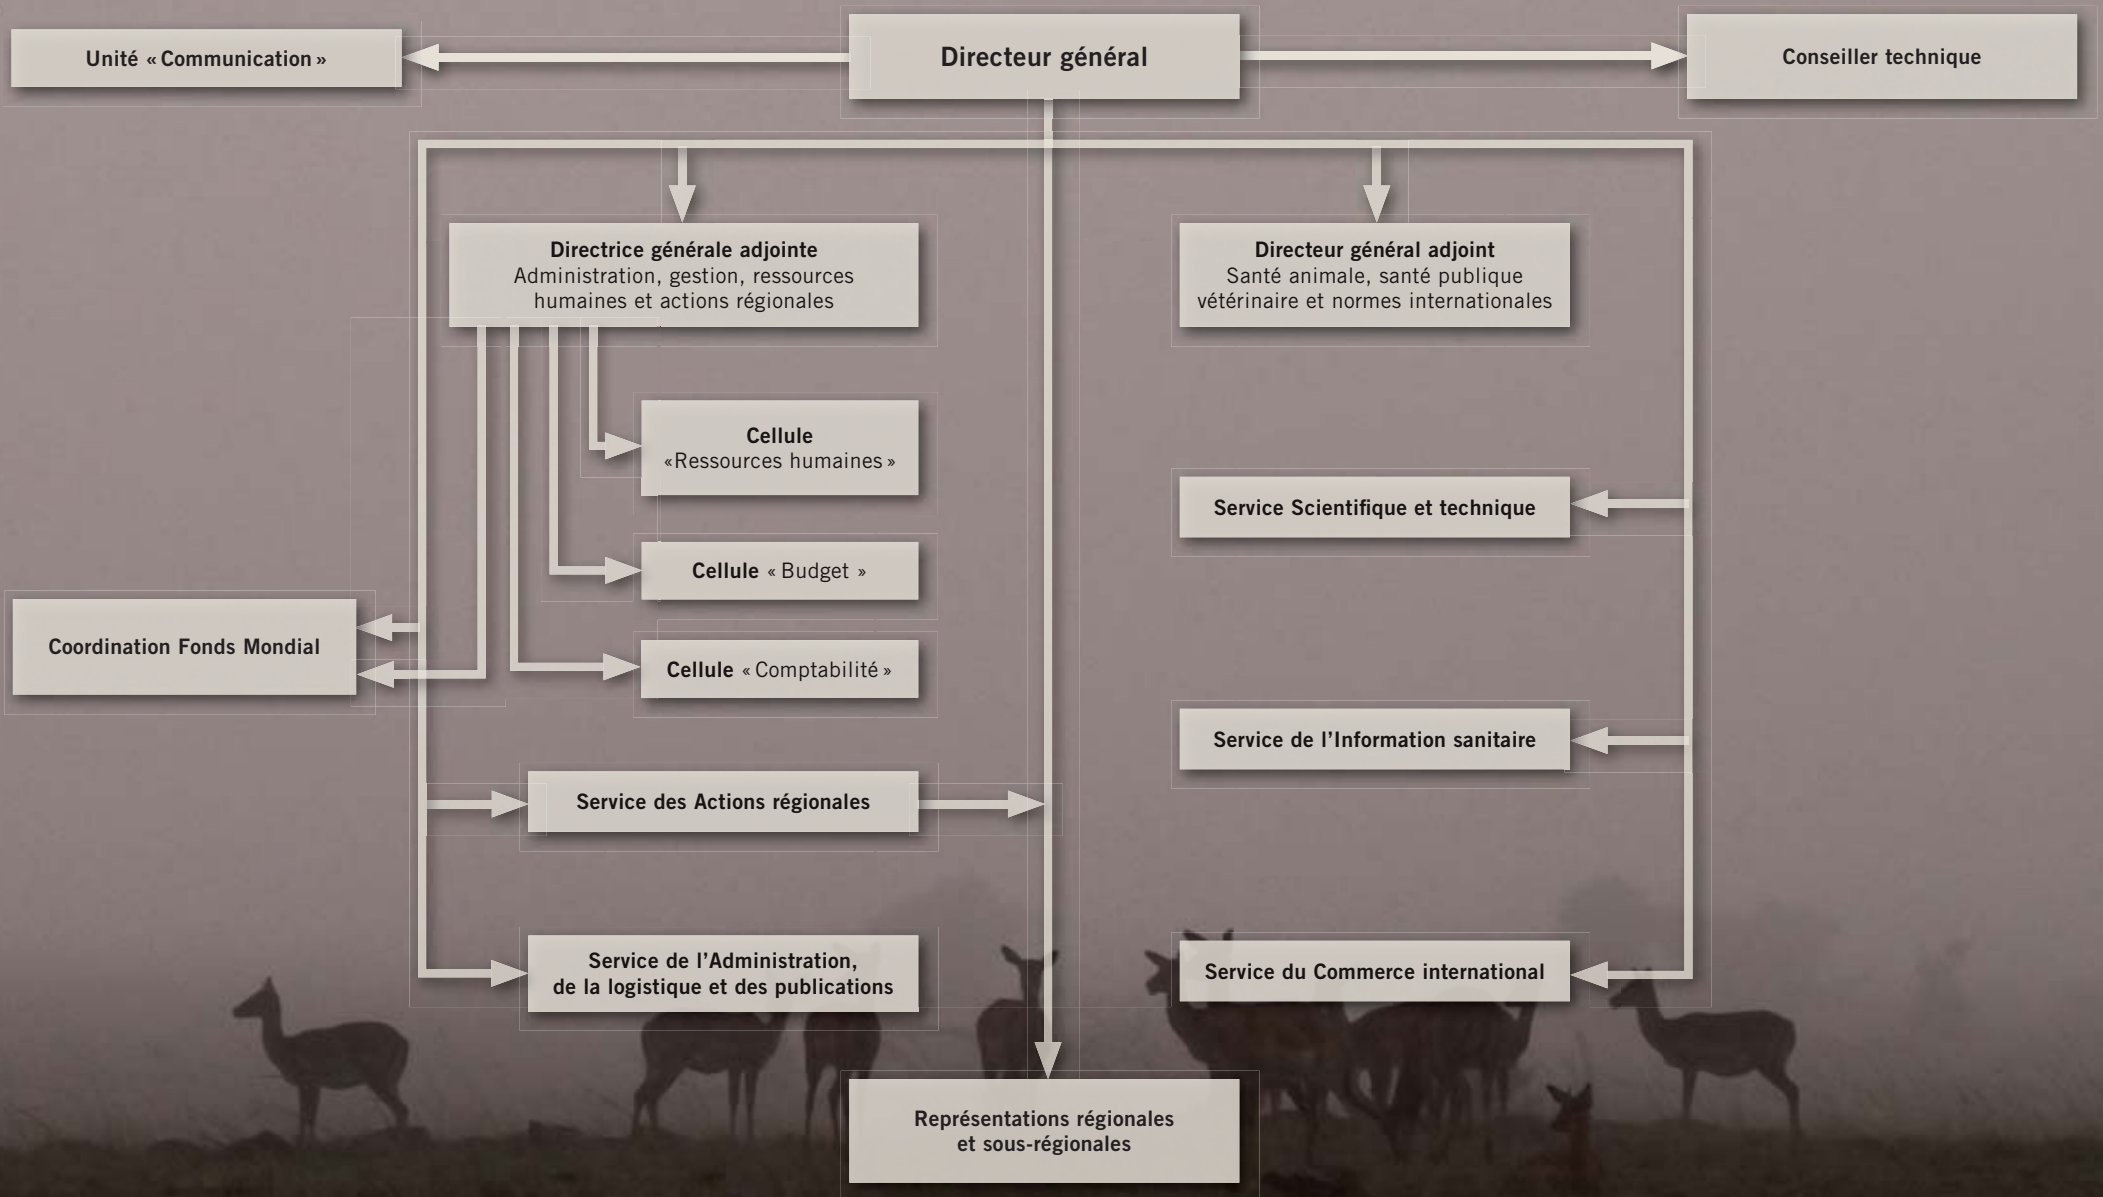 Unité « Communication »
Directeur général
Conseiller technique
Directrice générale adjointe
Administration, gestion, ressources
humaines et actions régionales
Directeur général adjoint
Santé animale, santé publique
vétérinaire et normes internationales
Cellule
«Ressources humaines »
Service Scientifique et technique
Cellule « Budget »
Coordination Fonds Mondial
Cellule « Comptabilité »
Service de l’Information sanitaire
Service des Actions régionales
Service de l’Administration,
de la logistique et des publications
Service du Commerce international
Représentations régionales
et sous-régionales